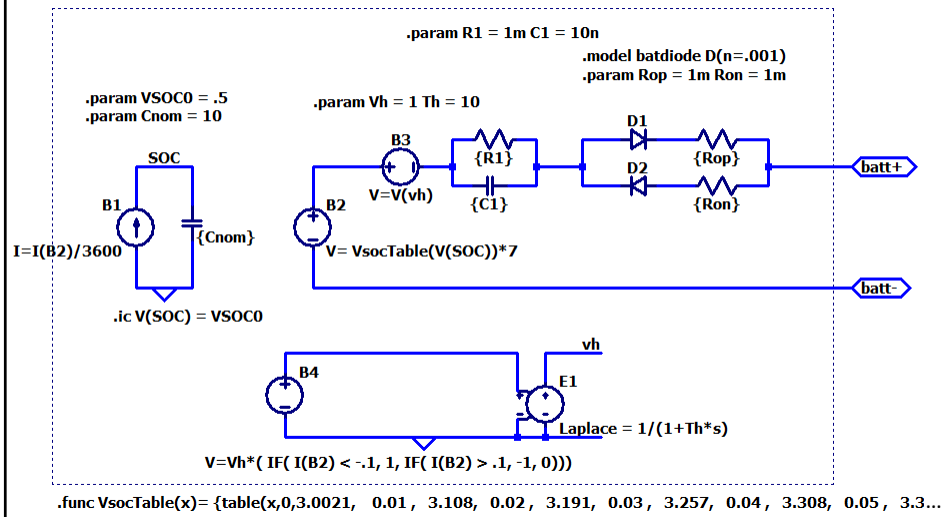 .param R1 = 1m C1 = 10n
.model batdiode D(n=.001)
.param Rop = 1m Ron = 1m
.param VSOC0 = .5
.param Cnom = 10
.param Vh = 1 Th = 10
SOC
B1
{Cnom}
I=I(B2)/3600
.ic V(SOC) = VSOC0
B3
V=V(vh)
{R1}
{C1}
D1
{Rop}
D2
{Ron}
batt+
B2
V= VsocTable(V(SOC))*7
batt-
vh
B4
E1
Laplace = 1/(1+Th*s)
V=Vh*( IF( I(B2) < -.1, 1, IF( I(B2) > .1, -1, 0)))
.func VsocTable(x)= {table(x,0,3.0021, 0.01, 3.108, 0.02, 3.191, 0.03, 3.257, 0.04, 3.308, 0.05, 3.3...